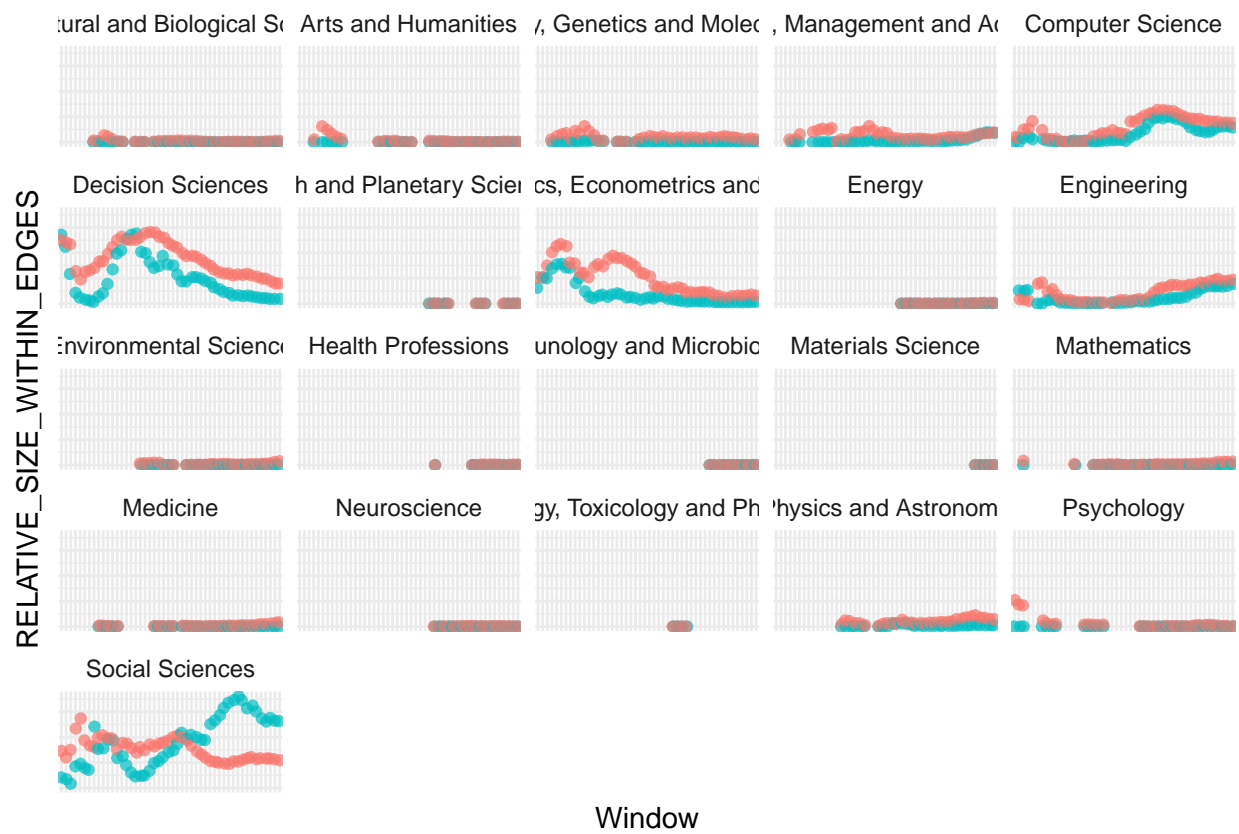 tural and Biological Sc
Arts and Humanities
y, Genetics and Molec
, Management and Ac
Computer Science
Decision Sciences
h and Planetary Scien
cs, Econometrics and
Energy
Engineering
Environmental Science
Health Professions
unology and Microbio
Materials Science
Mathematics
Medicine
Neuroscience
gy, Toxicology and Ph
Physics and Astronom
Psychology
Social Sciences
RELATIVE_SIZE_WITHIN_EDGES
Window